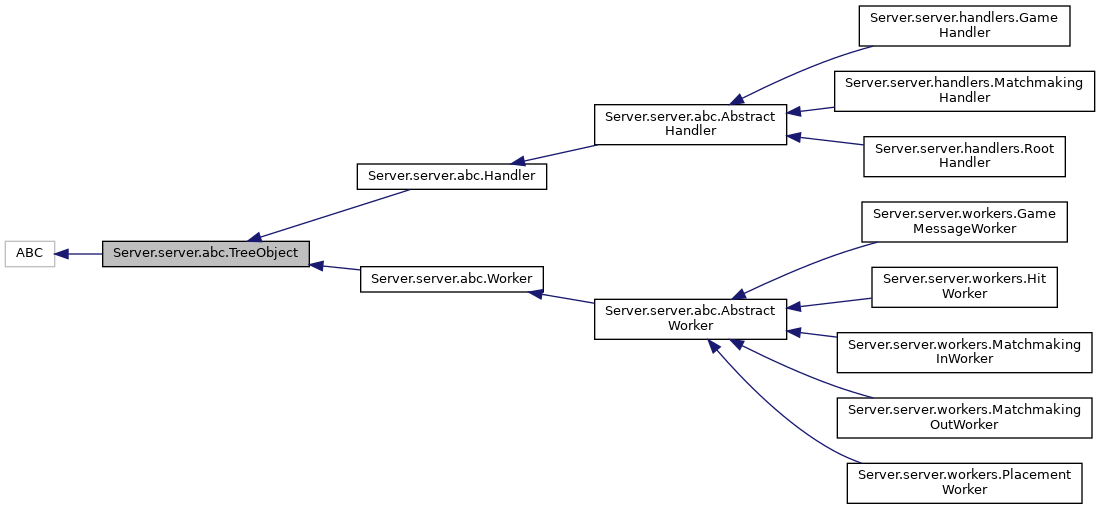 Server.server.handlers.Game
Handler
Server.server.handlers.Matchmaking
Handler
Server.server.abc.Abstract
Handler
Server.server.handlers.Root
Handler
Server.server.abc.Handler
Server.server.workers.Game
MessageWorker
ABC
Server.server.abc.TreeObject
Server.server.abc.Worker
Server.server.workers.Hit
Worker
Server.server.abc.Abstract
Worker
Server.server.workers.Matchmaking
InWorker
Server.server.workers.Matchmaking
OutWorker
Server.server.workers.Placement
Worker